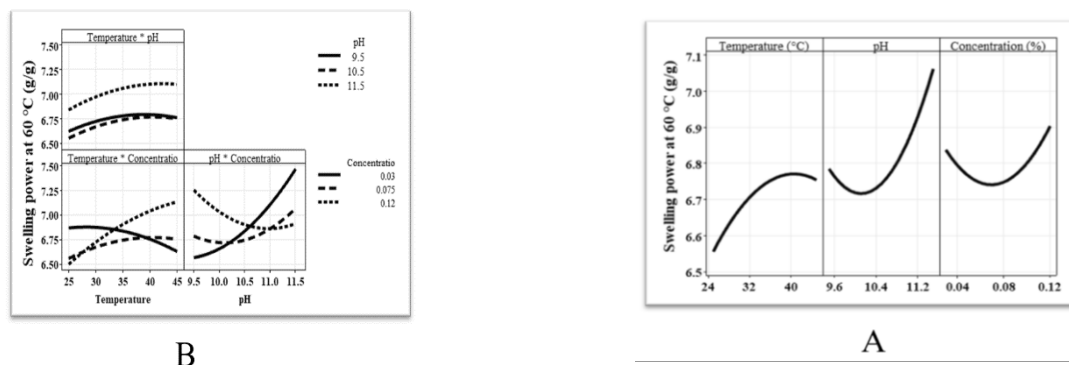 Temperature * pH
7.50
7.25
7.00
6.75
6.50
pH
9.5
10.5
11.5
Swelling power at 60 °C (g/g)
Temperature * Concentratio
pH * Concentratio
7.50
7.25
7.00
6.75
6.50
Concentratio
0.03
0.075
0.12
25 30 35 40 45
9.5 10.0 10.5 11.0 11.5
Temperature
pH
B
Temperature (°C)
pH
Concentration (%)
Swelling power at 60 °C (g/g)
7.1
7.0
6.9
6.8
6.7
6.6
6.5
24 32 40
9.6 10.4 11.2
0.04 0.08 0.12
A